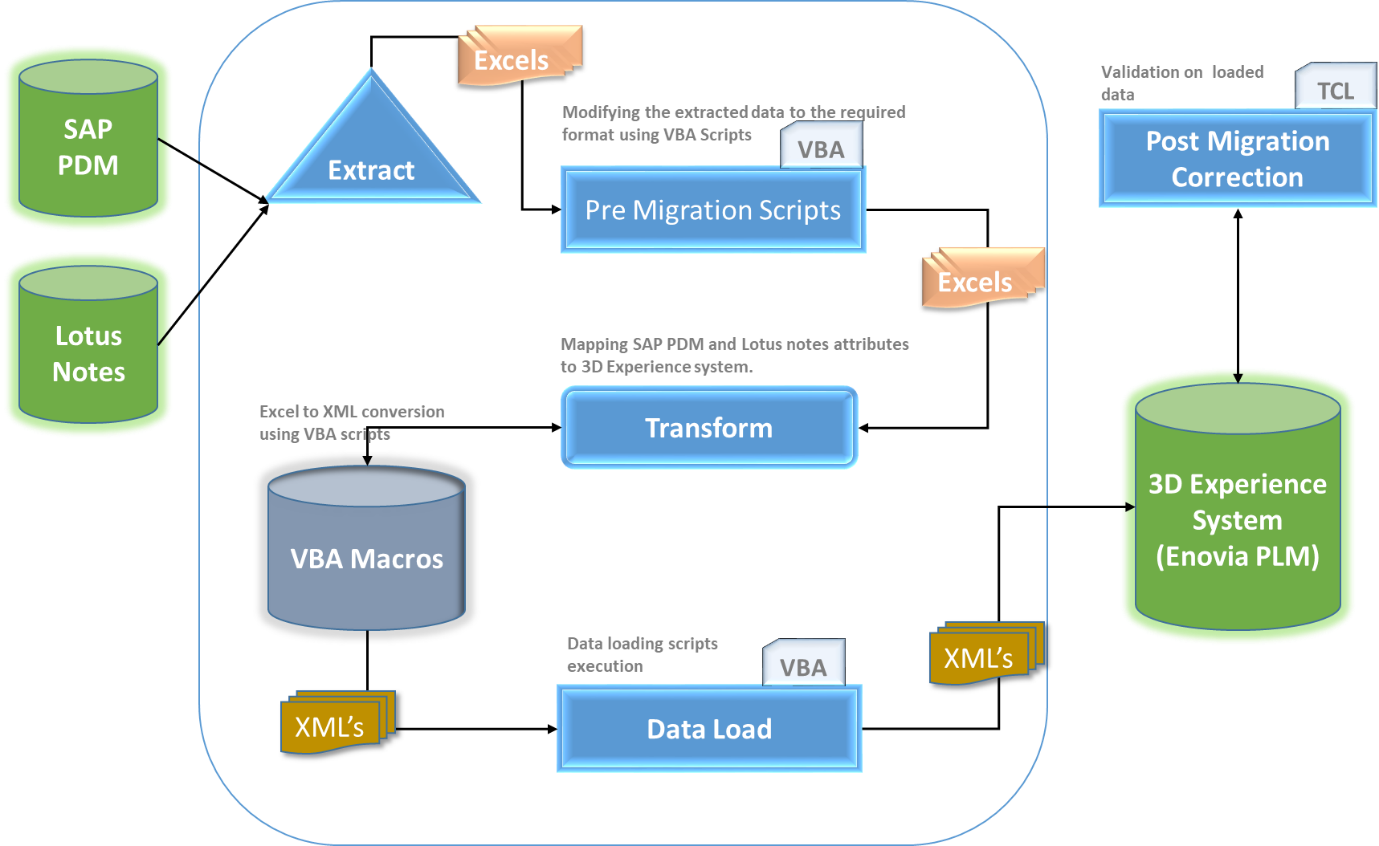 Excels
SAP
PDM
Extract
Modifying the extracted data to the required
format using VBA Scripts
VBA
Pre Migration Scripts
Validation on loaded
data
TCL
Post Migration
Correction
Lotus
Notes
Excels
Mapping SAP PDM and Lotus notes attributes
to 3D Experience system.
Transform
Excel to XML conversion
using VBA scripts
VBA Macros
3D Experience
System
(Enovia PLM)
XML's
Data loading scripts
execution
VBA
Data Load
XML's